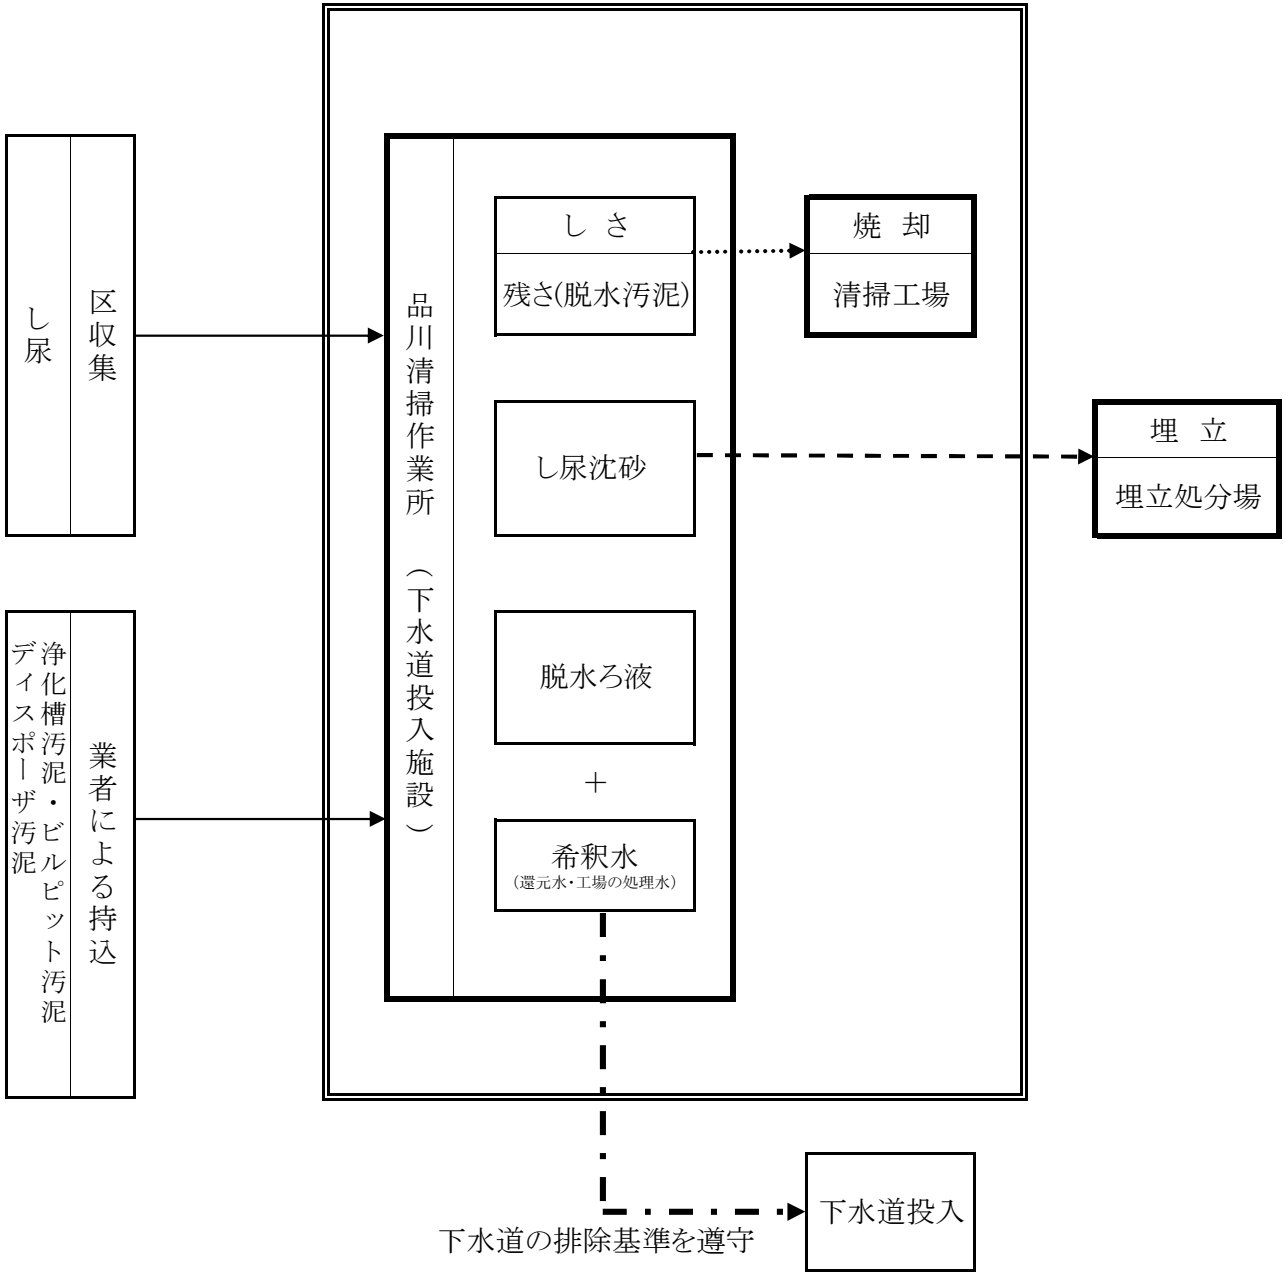 し尿
区収集
浄化槽汚泥・ビルピット汚泥
ディスポーザ汚泥
業者による持込
品川清掃作業所　（下水道投入施設）
し　さ
残さ(脱水汚泥)
し尿沈砂
脱水ろ液
＋
希釈水
（還元水・工場の処理水）
焼　却
清掃工場
埋　立
埋立処分場
下水道投入
下水道の排除基準を遵守